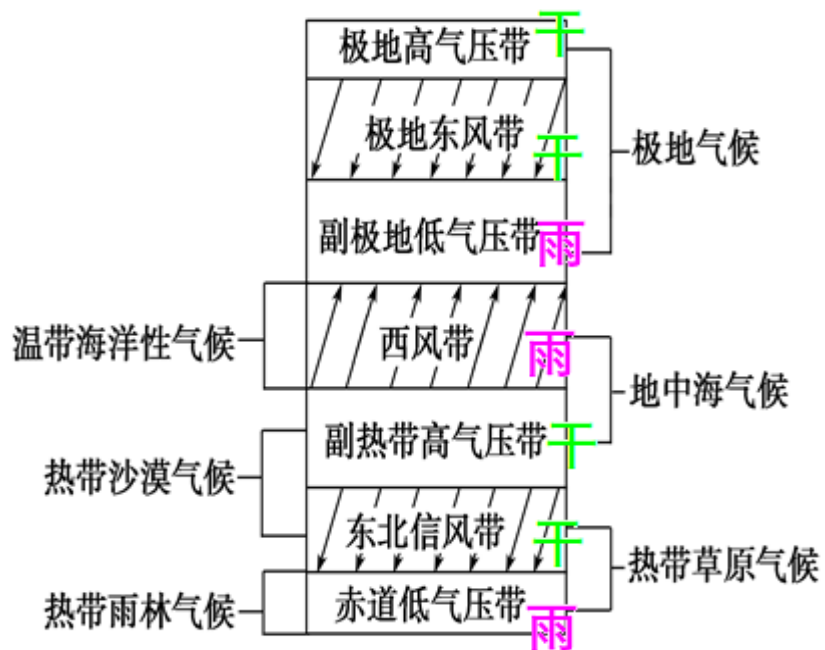 极地高气压带 干
极地东风带 干
极地气候
副极地低气压带 雨
温带海洋性气候
西风带 雨
地中海气候
副热带高气压带 干
热带沙漠气候
东北信风带 干
热带草原气候
热带雨林气候
赤道低气压带 雨